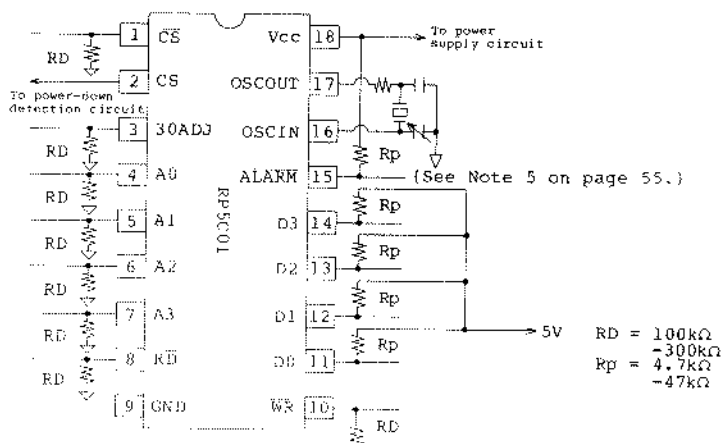 1 CS
RD
2 CS
To power-down
detection circuit
3 30ADJ
RD
4 A0
RD
5 A1
RD
6 A2
RD
7 A3
RD
8 RD
RD
9 GND
RP5C01
Vcc 18
To power
supply circuit
OSCOUT 17
OSCIN 16
Rp
ALARM 15
(See Note 5 on page 55.)
Rp
D3 14
Rp
D2 13
Rp
D1 12
5V
Rp
D0 11
WR 10
RD
RD = 100kΩ
-300kΩ
Rp = 4.7kΩ
-47kΩ